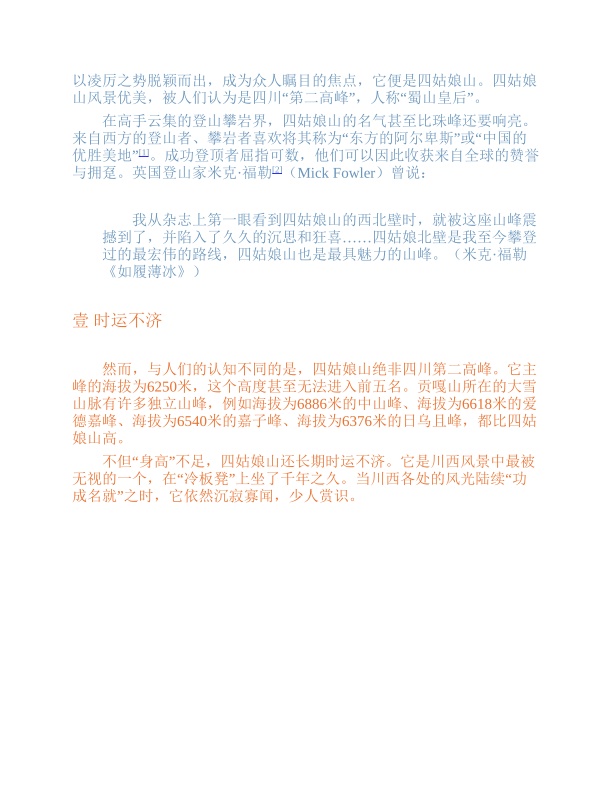 以凌厉之势脱颖而出，成为众人瞩目的焦点，它便是四姑娘山。四姑娘
山风景优美，被人们认为是四川“第二高峰”，人称“蜀山皇后”。
在高手云集的登山攀岩界，四姑娘山的名气甚至比珠峰还要响亮。
来自西方的登山者、攀岩者喜欢将其称为“东方的阿尔卑斯”或“中国的
优胜美地”[1]。成功登顶者屈指可数，他们可以因此收获来自全球的赞誉
与拥趸。英国登山家米克·福勒[2]（Mick Fowler）曾说：
我从杂志上第一眼看到四姑娘山的西北壁时，就被这座山峰震
撼到了，并陷入了久久的沉思和狂喜……四姑娘北壁是我至今攀登
过的最宏伟的路线，四姑娘山也是最具魅力的山峰。（米克·福勒
《如履薄冰》）
壹 时运不济
然而，与人们的认知不同的是，四姑娘山绝非四川第二高峰。它主
峰的海拔为6250米，这个高度甚至无法进入前五名。贡嘎山所在的大雪
山脉有许多独立山峰，例如海拔为6886米的中山峰、海拔为6618米的爱
德嘉峰、海拔为6540米的嘉子峰、海拔为6376米的日乌且峰，都比四姑
娘山高。
不但“身高”不足，四姑娘山还长期时运不济。它是川西风景中最被
无视的一个，在“冷板凳”上坐了千年之久。当川西各处的风光陆续“功
成名就”之时，它依然沉寂寡闻，少人赏识。